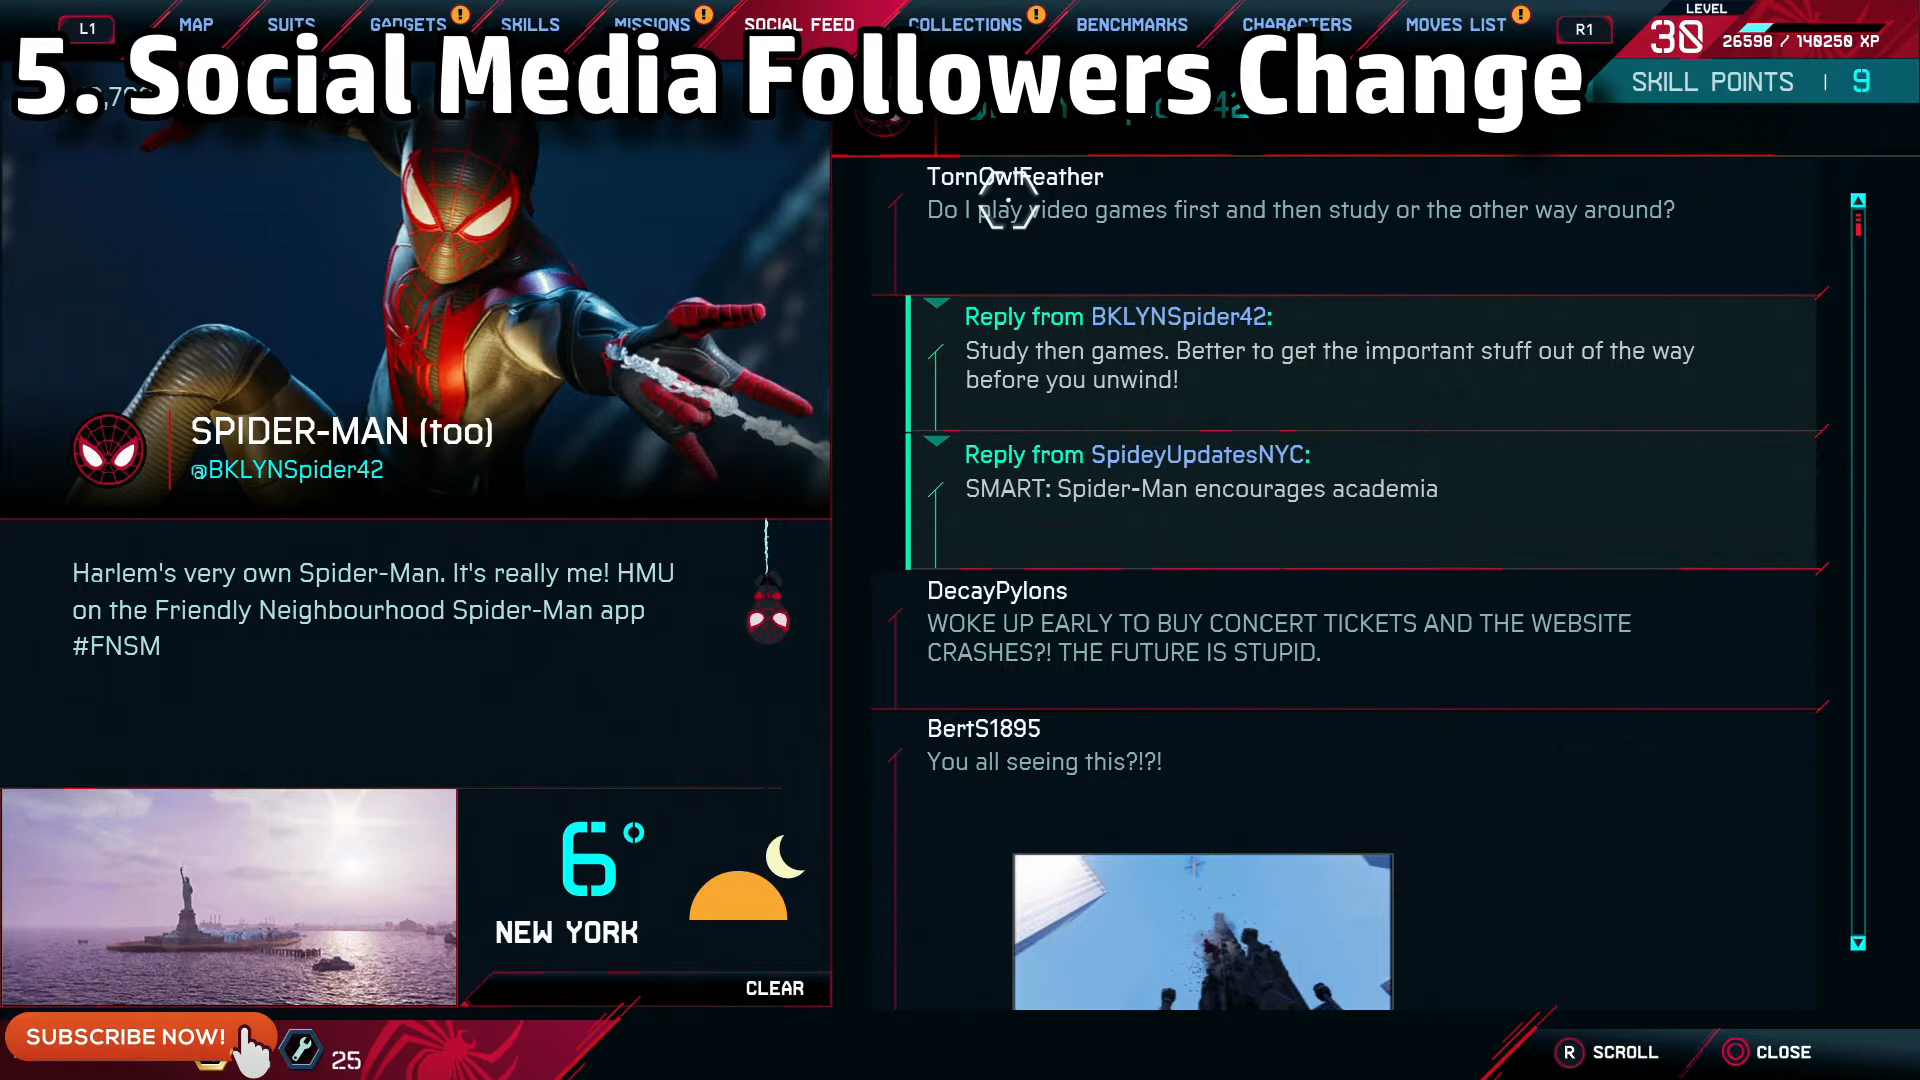 L1
MAP
SUITS
GADGETS
SKILLS
MISSIONS
SOCIAL FEED
COLLECTIONS
BENCHMARKS
CHARACTERS
MOVES LIST
R1
LEVEL
30
26598 / 140250 XP
5. Social Media Followers Change
SKILL POINTS | 9
TornOwlFeather
Do I play video games first and then study or the other way around?
Reply from BKLYNSpider42:
Study then games. Better to get the important stuff out of the way
before you unwind!
Reply from SpideyUpdatesNYC:
SMART: Spider-Man encourages academia
DecayPylons
WOKE UP EARLY TO BUY CONCERT TICKETS AND THE WEBSITE
CRASHES?! THE FUTURE IS STUPID.
BertS1895
You all seeing this?!?!
SPIDER-MAN (too)
@BKLYNSpider42
Harlem's very own Spider-Man. It's really me! HMU
on the Friendly Neighbourhood Spider-Man app
#FNSM
6°
NEW YORK
CLEAR
SUBSCRIBE NOW!
25
R SCROLL
CLOSE